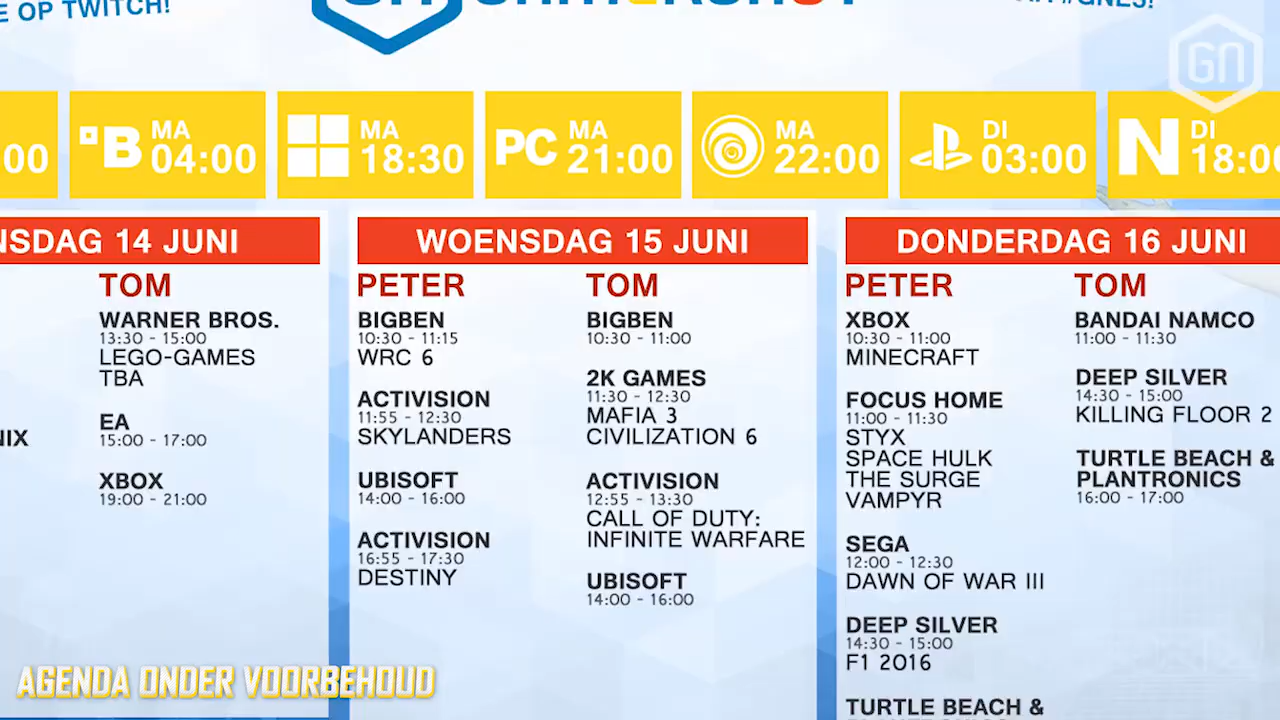 E OP TWITCH!
#GNES!
GN
:00
B MA 04:00
MA 18:30
PC MA 21:00
MA 22:00
DI 03:00
N DI 18:00
NSDAG 14 JUNI
TOM
WARNER BROS.
13:30 - 15:00
LEGO-GAMES
TBA
EA
15:00 - 17:00
XBOX
19:00 - 21:00
NIX
WOENSDAG 15 JUNI
PETER
BIGBEN
10:30 - 11:15
WRC 6
ACTIVISION
11:55 - 12:30
SKYLANDERS
UBISOFT
14:00 - 16:00
ACTIVISION
16:55 - 17:30
DESTINY
TOM
BIGBEN
10:30 - 11:00
2K GAMES
11:30 - 12:30
MAFIA 3
CIVILIZATION 6
ACTIVISION
12:55 - 13:30
CALL OF DUTY:
INFINITE WARFARE
UBISOFT
14:00 - 16:00
DONDERDAG 16 JUNI
PETER
XBOX
10:30 - 11:00
MINECRAFT
FOCUS HOME
11:00 - 11:30
STYX
SPACE HULK
THE SURGE
VAMPYR
SEGA
12:00 - 12:30
DAWN OF WAR III
DEEP SILVER
14:30 - 15:00
F1 2016
TURTLE BEACH &
TOM
BANDAI NAMCO
11:00 - 11:30
DEEP SILVER
14:30 - 15:00
KILLING FLOOR 2
TURTLE BEACH &
PLANTRONICS
16:00 - 17:00
AGENDA ONDER VOORBEHOUD